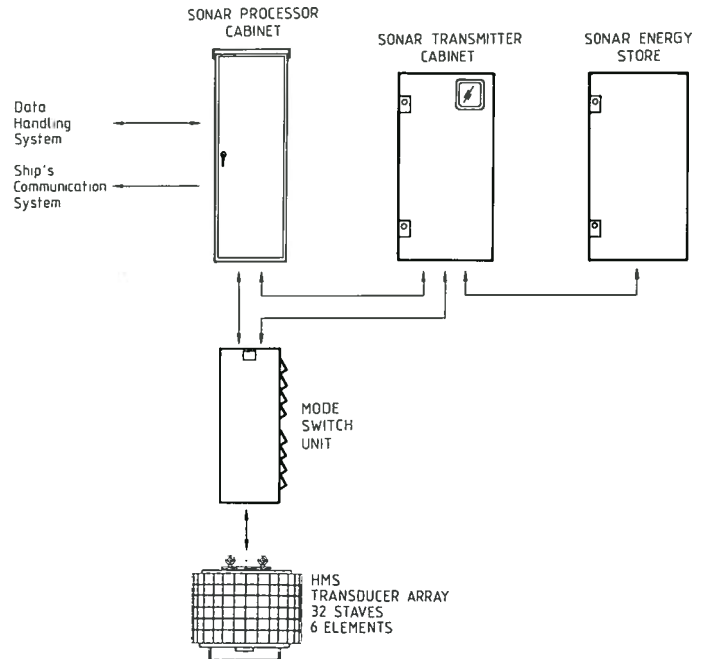 SONAR PROCESSOR
CABINET
SONAR TRANSMITTER
CABINET
SONAR ENERGY
STORE
Data
Handling
System
Ship's
Communication
System
MODE
SWITCH
UNIT
HMS
TRANSDUCER ARRAY
32 STAVES
6 ELEMENTS